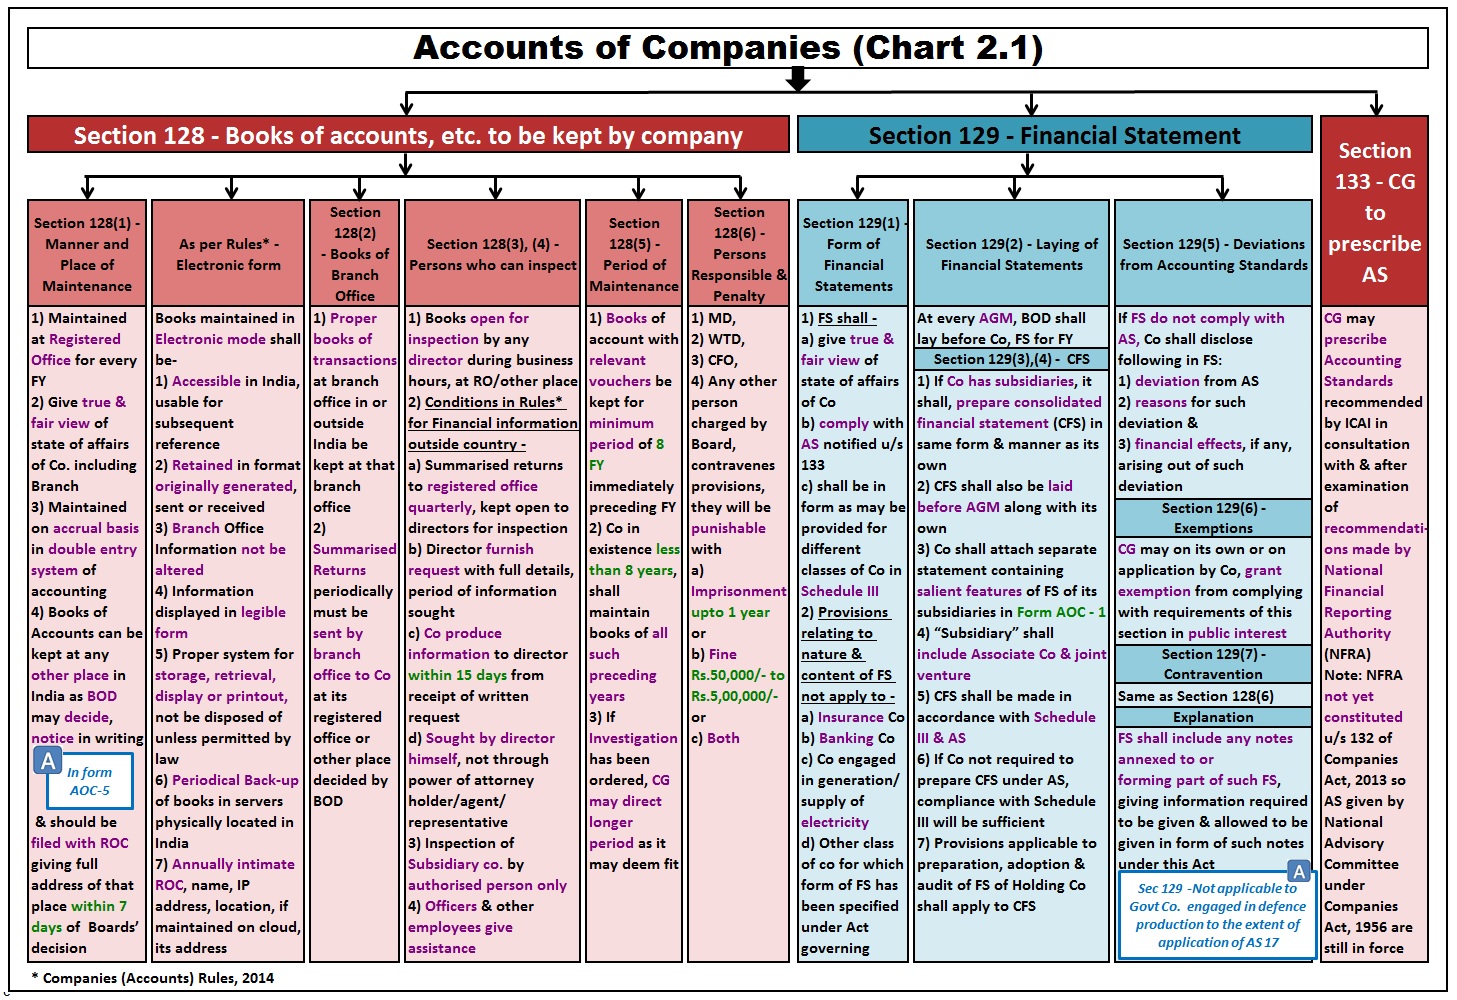 Accounts of Companies (Chart 2.1)
Section 128 - Books of accounts, etc. to be kept by company
Section 128(1) -
Manner and
Place of
Maintenance
1) Maintained
at Registered
Office for every
FY
2) Give true &
fair view of
state of affairs
of Co. including
Branch
3) Maintained
on accrual basis
in double entry
system of
accounting
4) Books of
Accounts can be
kept at any
other place in
India as BOD
may decide,
notice in writing
A
In form
AOC-5
& should be
filed with ROC
giving full
address of that
place within 7
days of Boards'
decision
As per Rules* -
Electronic form
Books maintained in
Electronic mode shall
be-
1) Accessible in India,
usable for
subsequent
reference
2) Retained in format
originally generated,
sent or received
3) Branch Office
Information not be
altered
4) Information
displayed in legible
form
5) Proper system for
storage, retrieval,
display or printout,
not be disposed of
unless permitted by
law
6) Periodical Back-up
of books in servers
physically located in
India
7) Annually intimate
ROC, name, IP
address, location, if
maintained on cloud,
its address
Section
128(2)
- Books of
Branch
Office
1) Proper
books of
transactions
at branch
office in or
outside
India be
kept at that
branch
office
2)
Summarised
Returns
periodically
must be
sent by
branch
office to Co
at its
registered
office or
other place
decided by
BOD
Section 128(3), (4) -
Persons who can inspect
1) Books open for
inspection by any
director during business
hours, at RO/other place
2) Conditions in Rules*
for Financial information
outside country -
a) Summarised returns
to registered office
quarterly, kept open to
directors for inspection
b) Director furnish
request with full details,
period of information
sought
c) Co produce
information to director
within 15 days from
receipt of written
request
d) Sought by director
himself, not through
power of attorney
holder/agent/
representative
3) Inspection of
Subsidiary co. by
authorised person only
4) Officers & other
employees give
assistance
Section
128(5) -
Period of
Maintenance
1) Books of
account with
relevant
vouchers be
kept for
minimum
period of 8
FY
immediately
preceding FY
2) Co in
existence less
than 8 years,
shall
maintain
books of all
such
preceding
years
3) If
Investigation
has been
ordered, CG
may direct
longer
period as it
may deem fit
Section
128(6) -
Persons
Responsible &
Penalty
1) MD,
2) WTD,
3) CFO,
4) Any other
person
charged by
Board,
contravenes
provisions,
they will be
punishable
with
a)
Imprisonment
upto 1 year
or
b) Fine
Rs.50,000/- to
Rs.5,00,000/-
or
c) Both
Section 129 - Financial Statement
Section 129(1) -
Form of
Financial
Statements
1) FS shall -
a) give true &
fair view of
state of affairs
of Co
b) comply with
AS notified u/s
133
c) shall be in
form as may be
provided for
different
classes of Co in
Schedule III
2) Provisions
relating to
nature &
content of FS
not apply to -
a) Insurance Co
b) Banking Co
c) Co engaged
in generation/
supply of
electricity
d) Other class
of co for which
form of FS has
been specified
under Act
governing
Section 129(2) - Laying of
Financial Statements
At every AGM, BOD shall
lay before Co, FS for FY
Section 129(3),(4) - CFS
1) If Co has subsidiaries, it
shall, prepare consolidated
financial statement (CFS) in
same form & manner as its
own
2) CFS shall also be laid
before AGM along with its
own
3) Co shall attach separate
statement containing
salient features of FS of its
subsidiaries in Form AOC - 1
4) “Subsidiary” shall
include Associate Co & joint
venture
5) CFS shall be made in
accordance with Schedule
III & AS
6) If Co not required to
prepare CFS under AS,
compliance with Schedule
III will be sufficient
7) Provisions applicable to
preparation, adoption &
audit of FS of Holding Co
shall apply to CFS
Section 129(5) - Deviations
from Accounting Standards
If FS do not comply with
AS, Co shall disclose
following in FS:
1) deviation from AS
2) reasons for such
deviation &
3) financial effects, if any,
arising out of such
deviation
Section 129(6) -
Exemptions
CG may on its own or on
application by Co, grant
exemption from complying
with requirements of this
section in public interest
Section 129(7) -
Contravention
Same as Section 128(6)
Explanation
FS shall include any notes
annexed to or
forming part of such FS,
giving information required
to be given & allowed to be
given in form of such notes
under this Act
A
Sec 129 -Not applicable to
Govt Co. engaged in defence
production to the extent of
application of AS 17
Section
133 - CG
to
prescribe
AS
CG may
prescribe
Accounting
Standards
recommended
by ICAI in
consultation
with & after
examination
of
recommendati-
ons made by
National
Financial
Reporting
Authority
(NFRA)
Note: NFRA
not yet
constituted
u/s 132 of
Companies
Act, 2013 so
AS given by
National
Advisory
Committee
under
Companies
Act, 1956 are
still in force
* Companies (Accounts) Rules, 2014